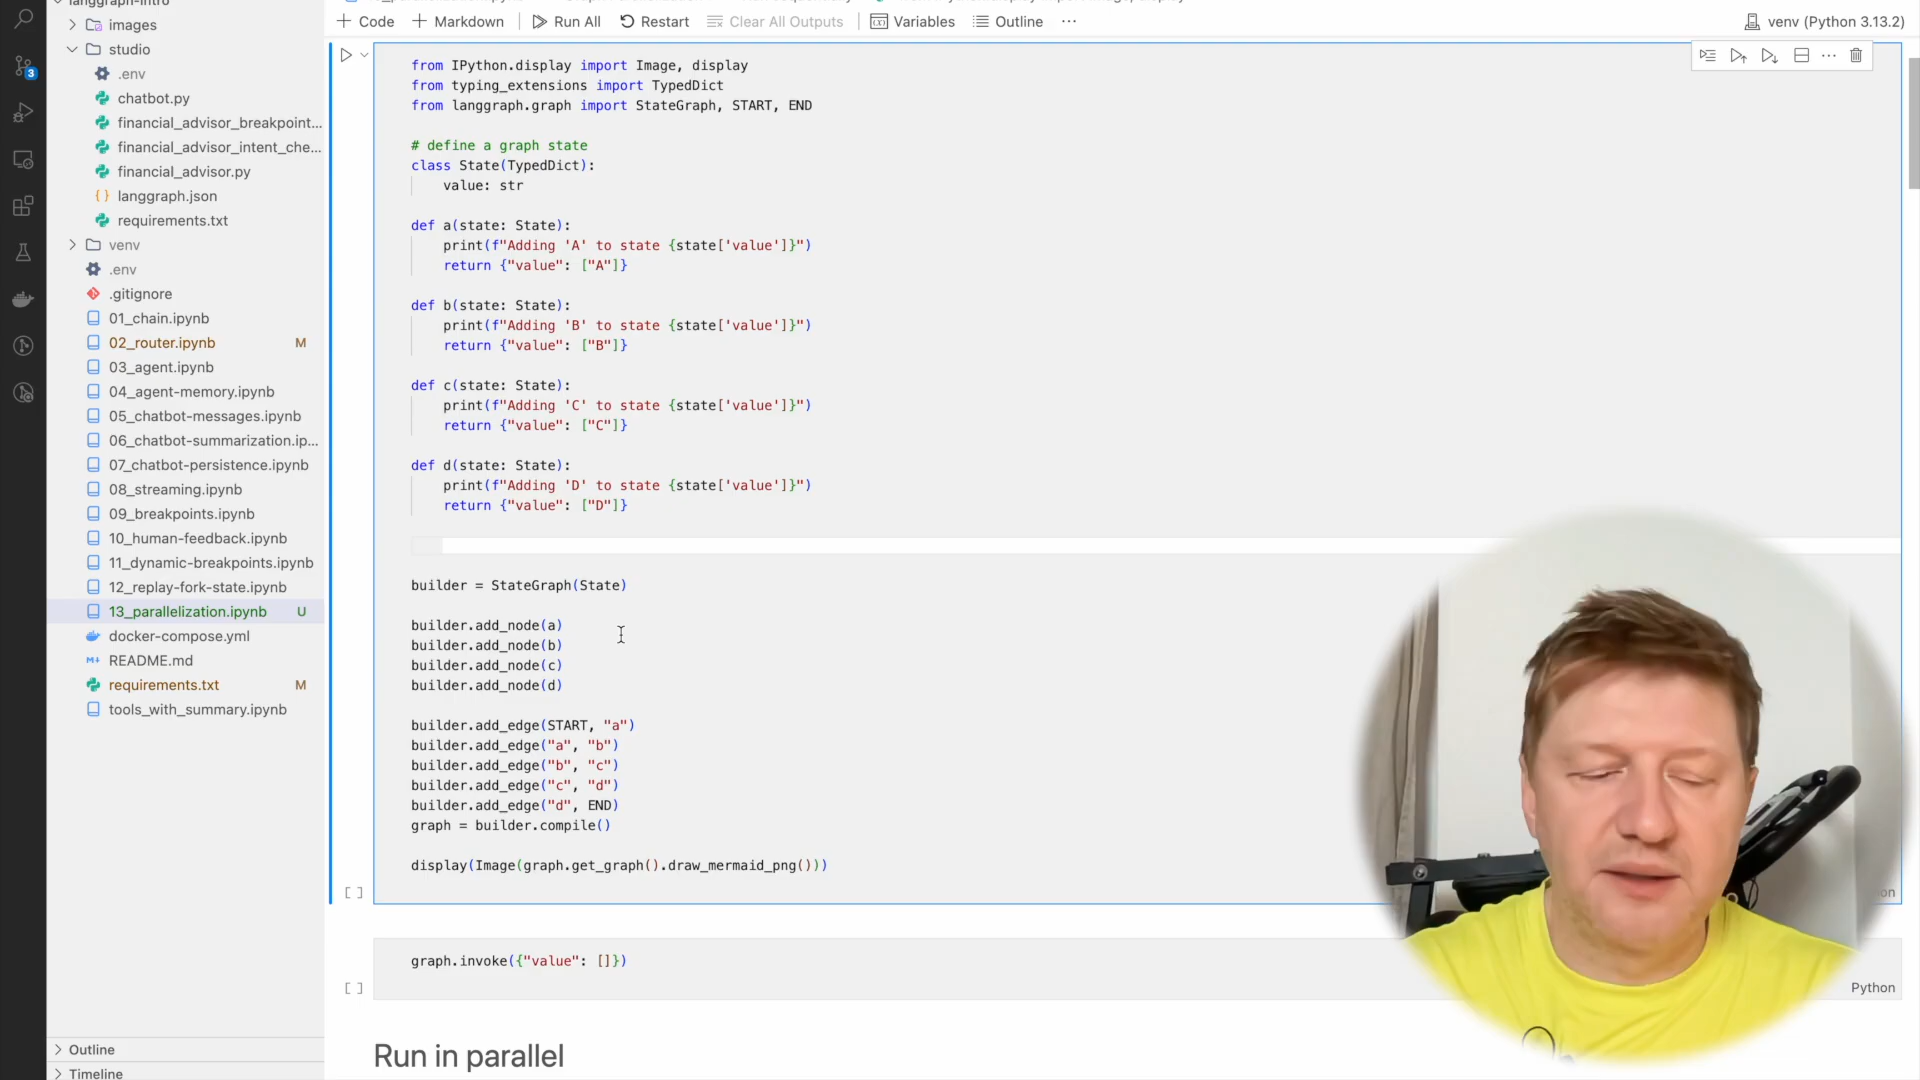 langgraph-intro
images
studio
.env
chatbot.py
financial_advisor_breakpoint...
financial_advisor_intent_che...
financial_advisor.py
langgraph.json
requirements.txt
venv
.env
.gitignore
01_chain.ipynb
02_router.ipynb M
03_agent.ipynb
04_agent-memory.ipynb
05_chatbot-messages.ipynb
06_chatbot-summarization.ip...
07_chatbot-persistence.ipynb
08_streaming.ipynb
09_breakpoints.ipynb
10_human-feedback.ipynb
11_dynamic-breakpoints.ipynb
12_replay-fork-state.ipynb
13_parallelization.ipynb U
docker-compose.yml
README.md
requirements.txt M
tools_with_summary.ipynb
Outline
Timeline
3
+ Code + Markdown Run All Restart Clear All Outputs Variables Outline ... venv (Python 3.13.2)
from IPython.display import Image, display
from typing_extensions import TypedDict
from langgraph.graph import StateGraph, START, END
# define a graph state
class State(TypedDict):
value: str
def a(state: State):
print(f"Adding 'A' to state {state['value']}")
return {"value": ["A"]}
def b(state: State):
print(f"Adding 'B' to state {state['value']}")
return {"value": ["B"]}
def c(state: State):
print(f"Adding 'C' to state {state['value']}")
return {"value": ["C"]}
def d(state: State):
print(f"Adding 'D' to state {state['value']}")
return {"value": ["D"]}
builder = StateGraph(State)
builder.add_node(a)
builder.add_node(b)
builder.add_node(c)
builder.add_node(d)
builder.add_edge(START, "a")
builder.add_edge("a", "b")
builder.add_edge("b", "c")
builder.add_edge("c", "d")
builder.add_edge("d", END)
graph = builder.compile()
display(Image(graph.get_graph().draw_mermaid_png()))
[ ]
graph.invoke({"value": []})
[ ] Python
Run in parallel